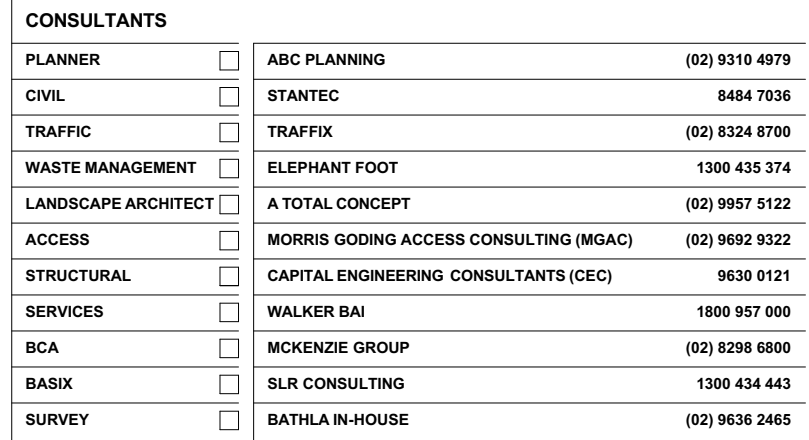 CONSULTANTS
PLANNER ABC PLANNING (02) 9310 4979
CIVIL STANTEC 8484 7036
TRAFFIC TRAFFIX (02) 8324 8700
WASTE MANAGEMENT ELEPHANT FOOT 1300 435 374
LANDSCAPE ARCHITECT A TOTAL CONCEPT (02) 9957 5122
ACCESS MORRIS GODING ACCESS CONSULTING (MGAC) (02) 9692 9322
STRUCTURAL CAPITAL ENGINEERING CONSULTANTS (CEC) 9630 0121
SERVICES WALKER BAI 1800 957 000
BCA MCKENZIE GROUP (02) 8298 6800
BASIX SLR CONSULTING 1300 434 443
SURVEY BATHLA IN-HOUSE (02) 9636 2465